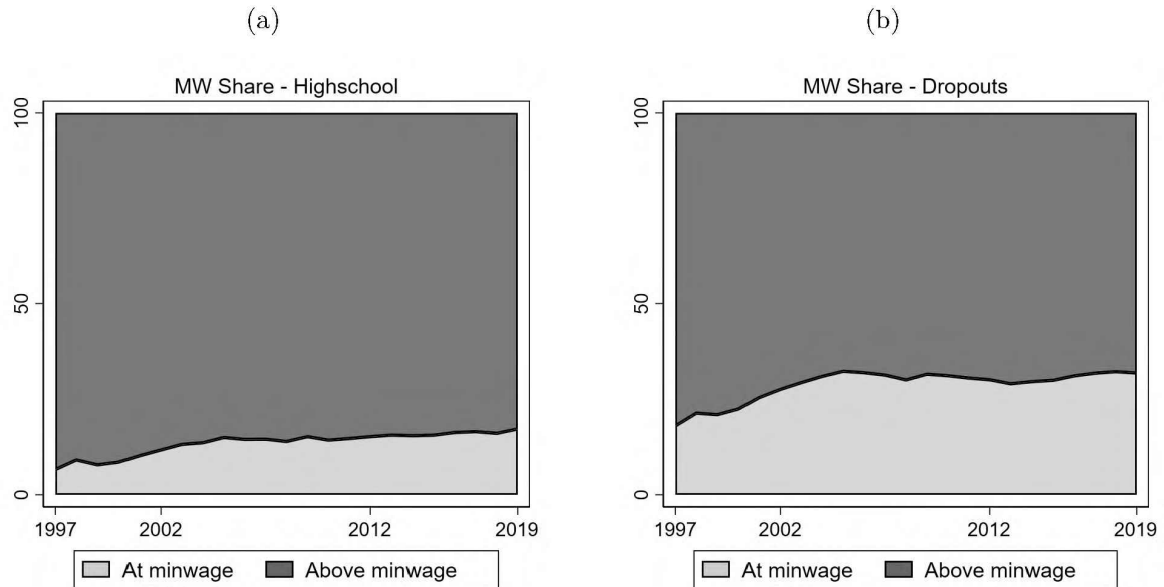 (a)
MW Share - Highschool
100
50
0
1997 2002 2012 2019
At minwage Above minwage
(b)
MW Share - Dropouts
100
50
0
1997 2002 2012 2019
At minwage Above minwage